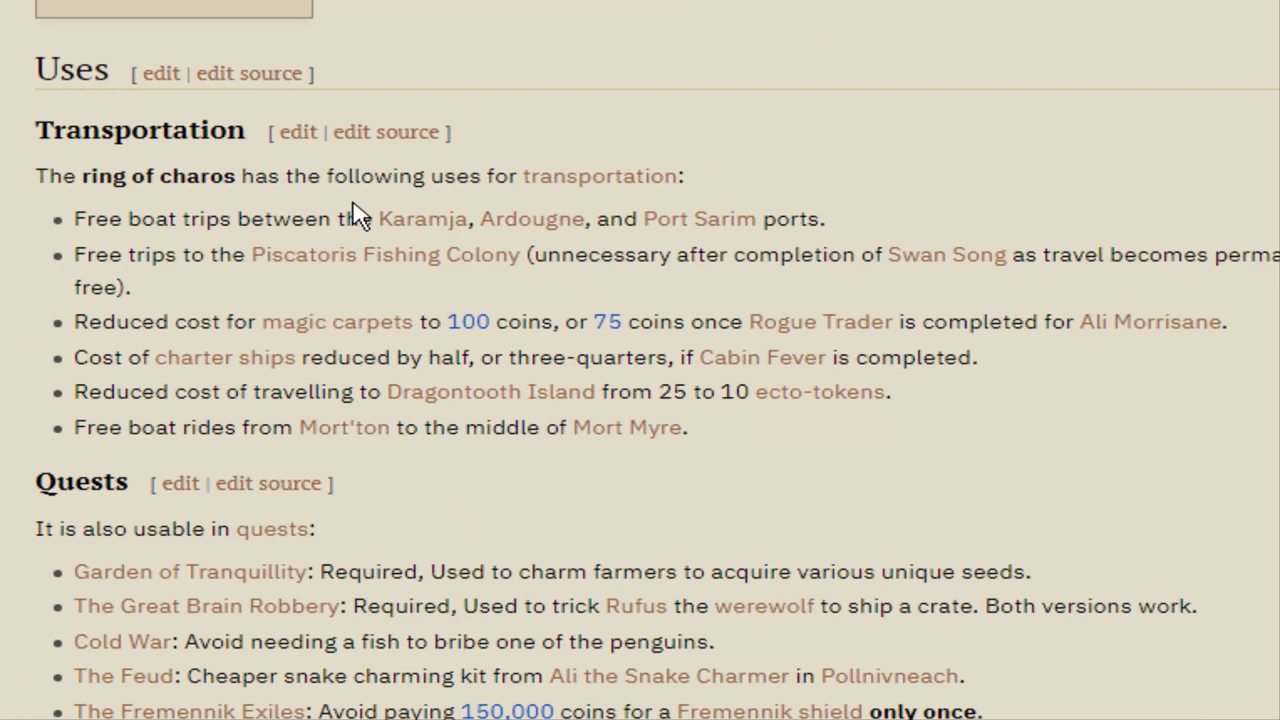 Uses [ edit | edit source ]
Transportation [ edit | edit source ]
The ring of charos has the following uses for transportation:
Free boat trips between the Karamja, Ardougne, and Port Sarim ports.
Free trips to the Piscatoris Fishing Colony (unnecessary after completion of Swan Song as travel becomes perma
free).
Reduced cost for magic carpets to 100 coins, or 75 coins once Rogue Trader is completed for Ali Morrisane.
Cost of charter ships reduced by half, or three-quarters, if Cabin Fever is completed.
Reduced cost of travelling to Dragontooth Island from 25 to 10 ecto-tokens.
Free boat rides from Mort'ton to the middle of Mort Myre.
Quests [ edit | edit source ]
It is also usable in quests:
Garden of Tranquillity: Required, Used to charm farmers to acquire various unique seeds.
The Great Brain Robbery: Required, Used to trick Rufus the werewolf to ship a crate. Both versions work.
Cold War: Avoid needing a fish to bribe one of the penguins.
The Feud: Cheaper snake charming kit from Ali the Snake Charmer in Pollnivneach.
The Fremennik Exiles: Avoid paying 150,000 coins for a Fremennik shield only once.